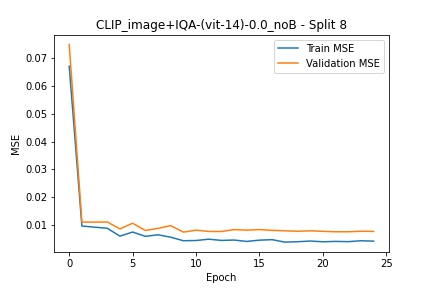 CLIP_image+IQA-(vit-14)-0.0_noB - Split 8
Train MSE
Validation MSE
MSE
0.07
0.06
0.05
0.04
0.03
0.02
0.01
0 5 10 15 20 25
Epoch